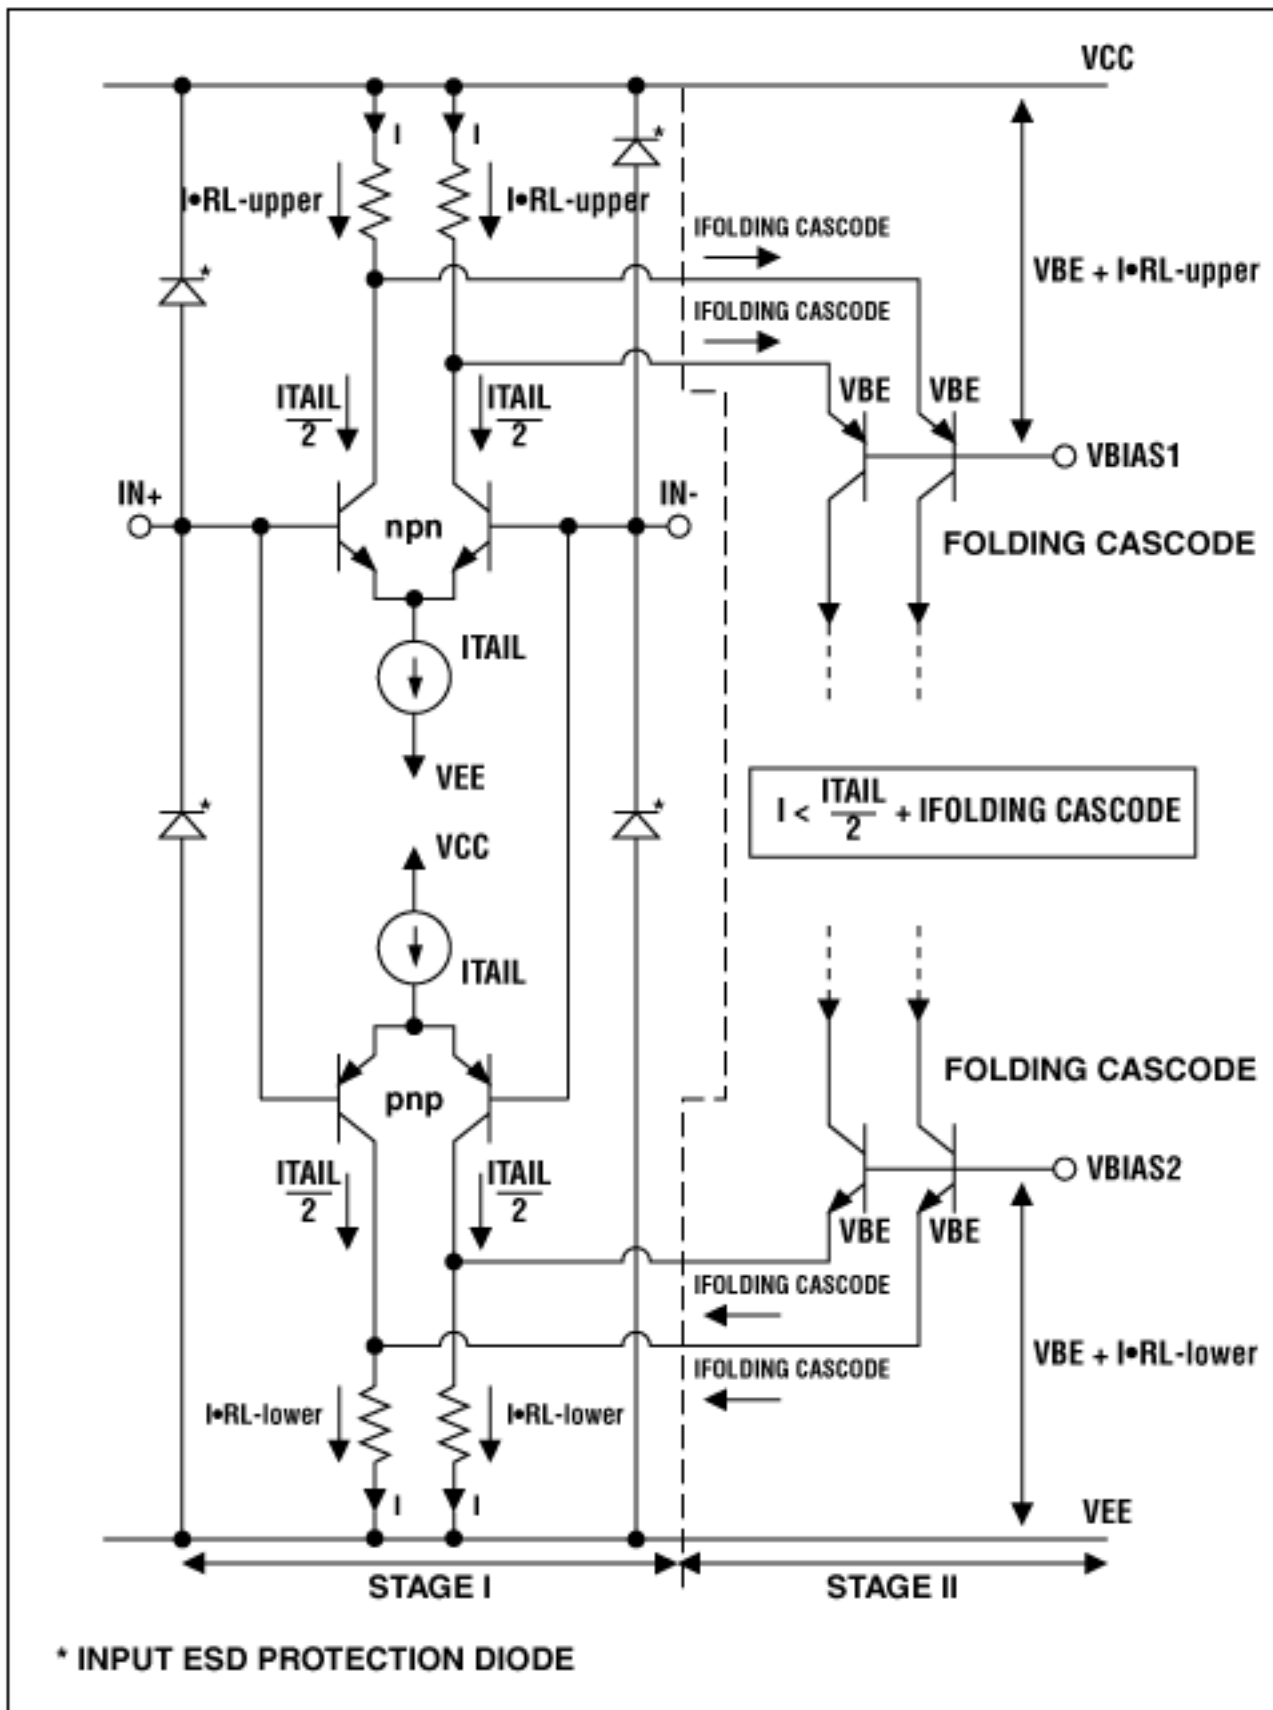 VCC
I I
I•RL-upper I•RL-upper
*
IFOLDING CASCODE
VBE + I•RL-upper
*
IFOLDING CASCODE
ITAIL
2
ITAIL
2
VBE VBE
VBIAS1
IN+
npn
IN-
FOLDING CASCODE
ITAIL
VEE
I < ITAIL
2
+ IFOLDING CASCODE
*
*
VCC
ITAIL
FOLDING CASCODE
pnp
ITAIL
2
ITAIL
2
VBIAS2
VBE VBE
IFOLDING CASCODE
IFOLDING CASCODE
VBE + I•RL-lower
I•RL-lower I•RL-lower
I I
VEE
STAGE I STAGE II
* INPUT ESD PROTECTION DIODE